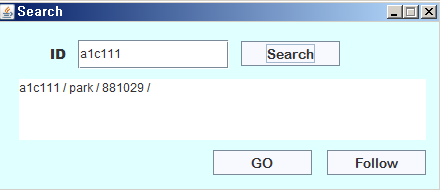 Search
ID a1c111 Search
a1c111 / park / 881029 /
GO Follow